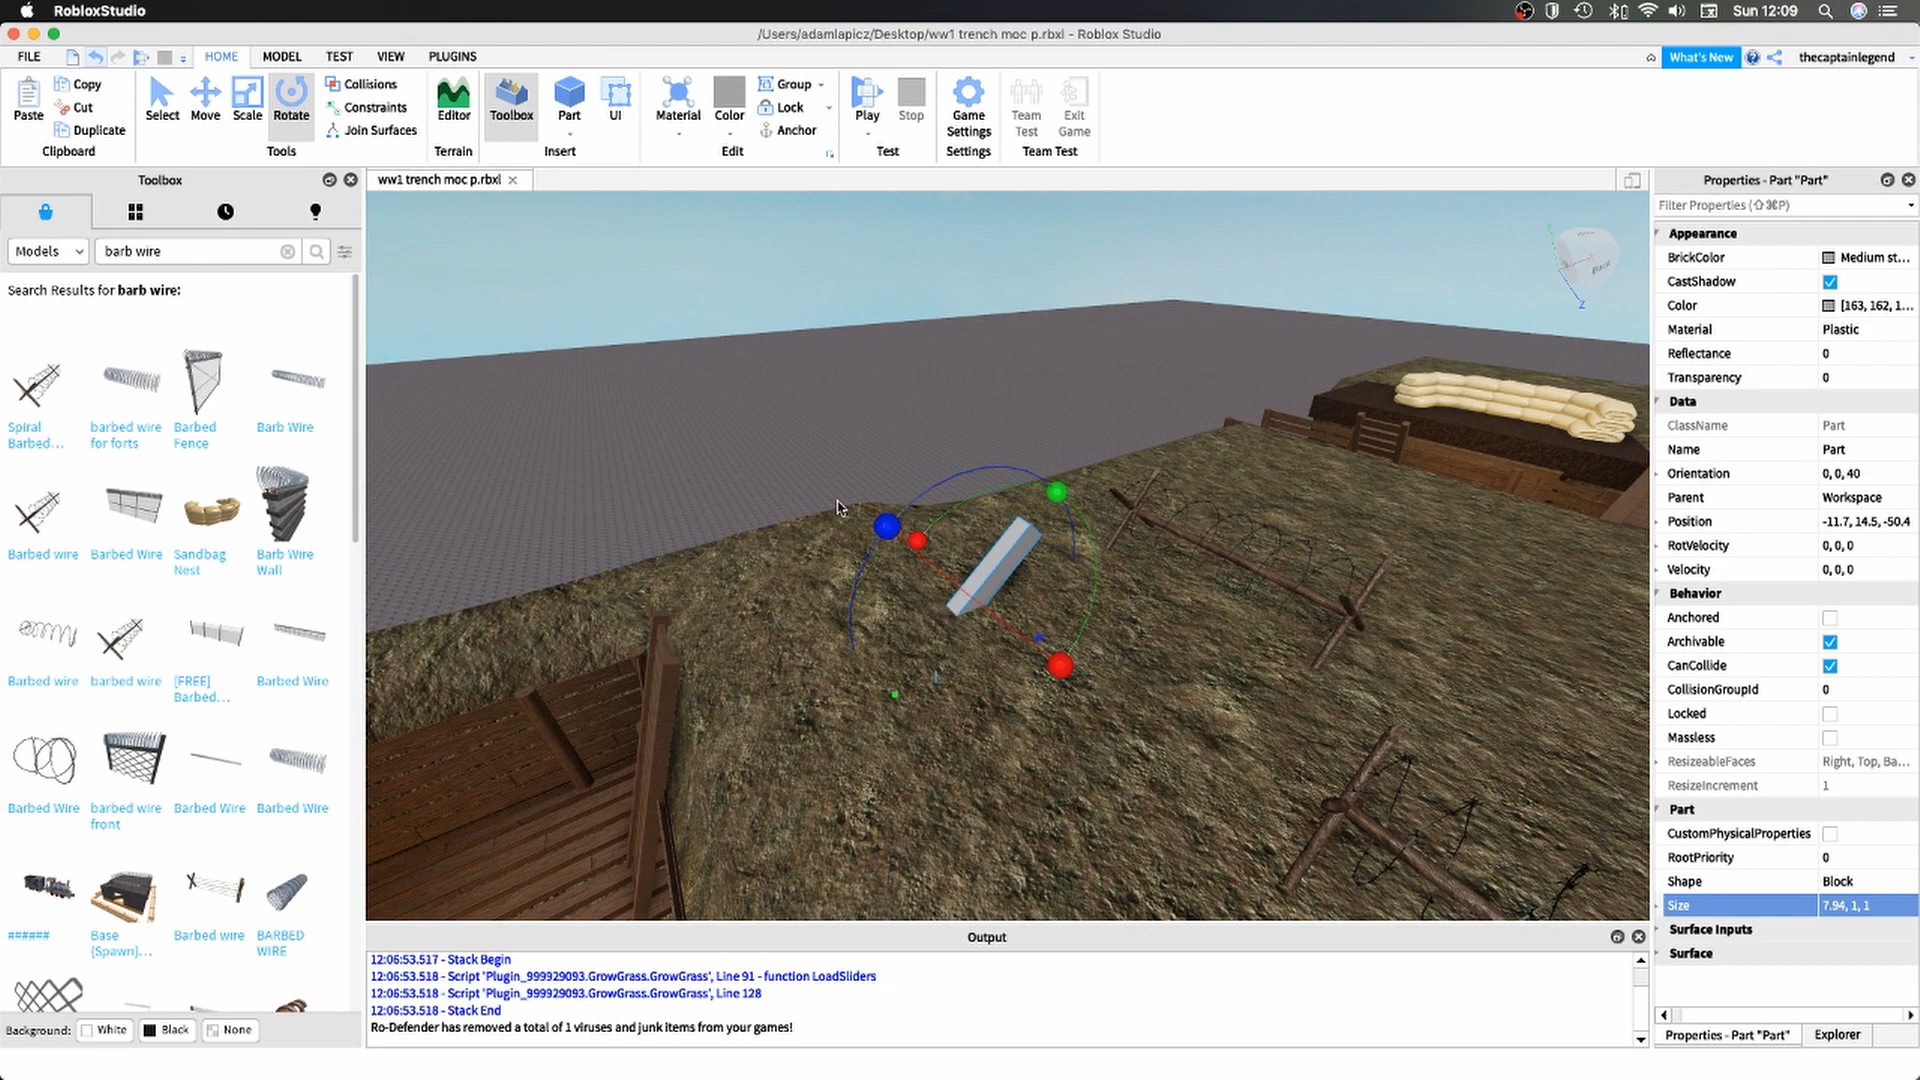 RobloxStudio
Sun 12:09
/Users/adamlapicz/Desktop/ww1 trench moc p.rbxl - Roblox Studio
FILE
HOME
MODEL
TEST
VIEW
PLUGINS
What's New
thecaptainlegend
Paste
Copy
Cut
Duplicate
Clipboard
Select
Move
Scale
Rotate
Collisions
Constraints
Join Surfaces
Tools
Editor
Terrain
Toolbox
Part
UI
Insert
Material
Color
Group
Lock
Anchor
Edit
Play
Stop
Test
Game
Settings
Settings
Team
Test
Exit
Game
Team Test
Toolbox
Models
barb wire
Search Results for barb wire:
Spiral
Barbed...
barbed wire
for forts
Barbed
Fence
Barb Wire
Barbed wire
Barbed Wire
Sandbag
Nest
Barb Wire
Wall
Barbed wire
barbed wire
[FREE]
Barbed...
Barbed Wire
Barbed Wire
barbed wire
front
Barbed Wire
Barbed Wire
######
Base
{Spawn}...
Barbed wire
BARBED
WIRE
Background:
White
Black
None
ww1 trench moc p.rbxl
Z
Output
12:06:53.517 - Stack Begin
12:06:53.518 - Script 'Plugin_999929093.GrowGrass.GrowGrass', Line 91 - function LoadSliders
12:06:53.518 - Script 'Plugin_999929093.GrowGrass.GrowGrass', Line 128
12:06:53.518 - Stack End
Ro-Defender has removed a total of 1 viruses and junk items from your games!
Properties - Part "Part"
Filter Properties (⇧⌘P)
Appearance
BrickColor Medium st...
CastShadow
Color [163, 162, 1...
Material Plastic
Reflectance 0
Transparency 0
Data
ClassName Part
Name Part
Orientation 0, 0, 40
Parent Workspace
Position -11.7, 14.5, -50.4
RotVelocity 0, 0, 0
Velocity 0, 0, 0
Behavior
Anchored
Archivable
CanCollide
CollisionGroupId 0
Locked
Massless
ResizeableFaces Right, Top, Ba...
ResizeIncrement 1
Part
CustomPhysicalProperties
RootPriority 0
Shape Block
Size 7.94, 1, 1
Surface Inputs
Surface
Properties - Part "Part"
Explorer